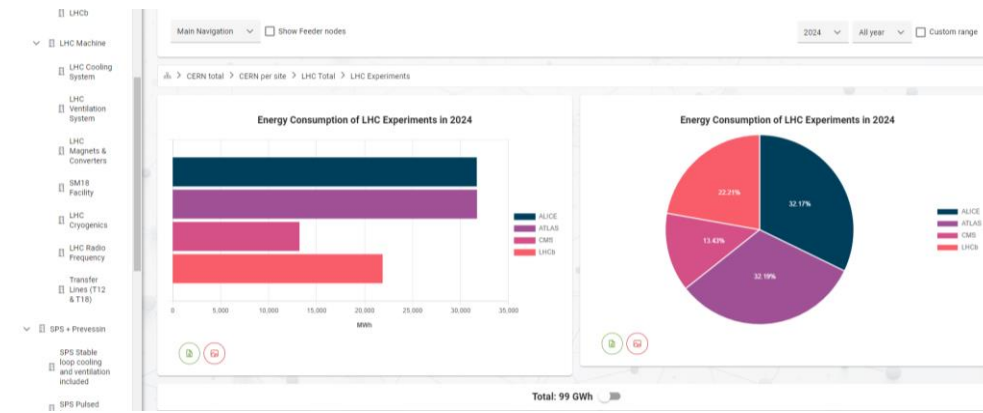 LHCb
LHC Machine
LHC Cooling
System
LHC
Ventilation
System
LHC
Magnets &
Converters
SM18
Facility
LHC
Cryogenics
LHC Radio
Frequency
Transfer
Lines (T12
& T18)
SPS + Prevessin
SPS Stable
loop cooling
and ventilation
included
SPS Pulsed
Main Navigation
Show Feeder nodes
2024
All year
Custom range
> CERN total > CERN per site > LHC Total > LHC Experiments
Energy Consumption of LHC Experiments in 2024
ALICE
ATLAS
CMS
LHCb
0 5,000 10,000 15,000 20,000 25,000 30,000 35,000
MWh
Energy Consumption of LHC Experiments in 2024
22.21%
32.17%
13.43%
32.19%
ALICE
ATLAS
CMS
LHCb
Total: 99 GWh